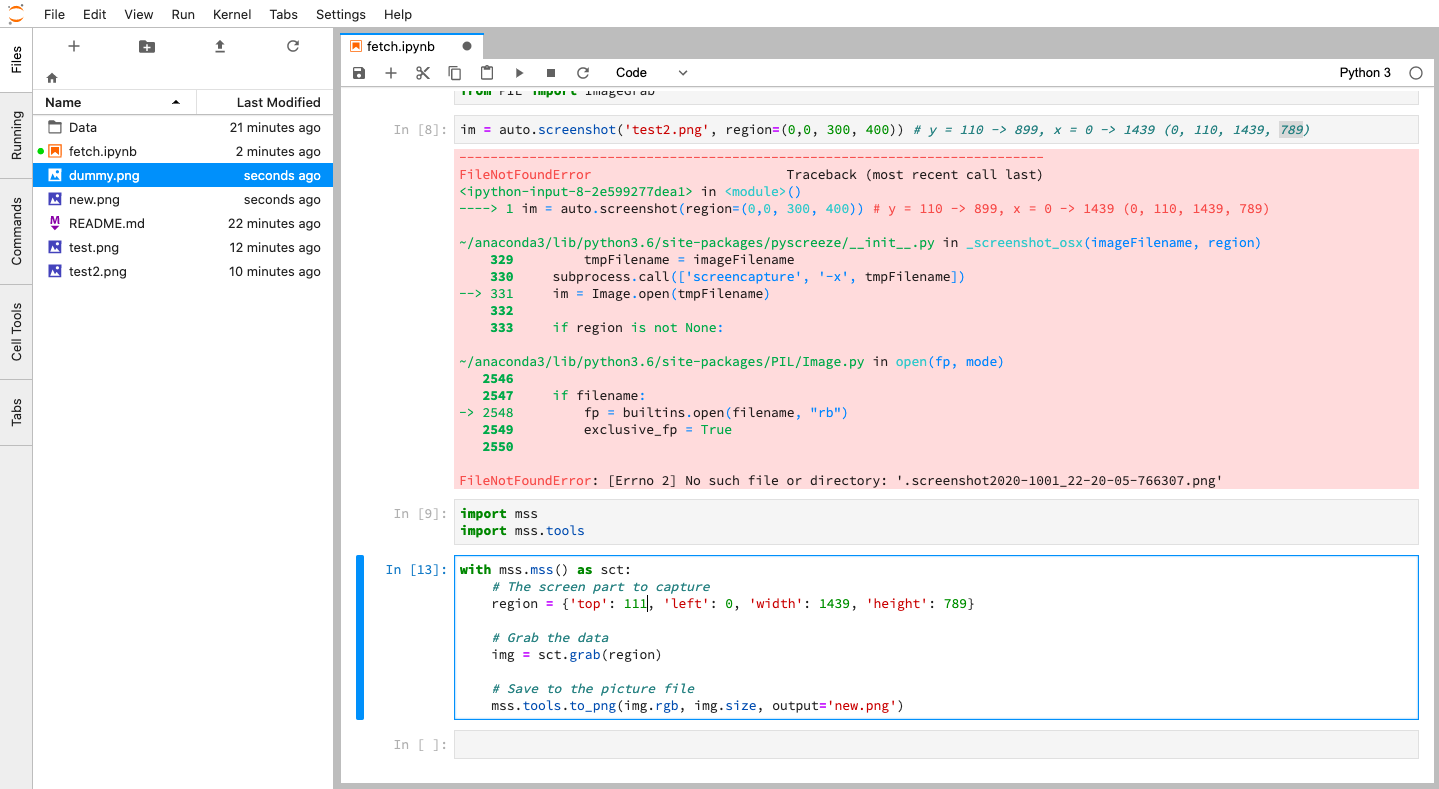 File Edit View Run Kernel Tabs Settings Help
Files
Running
Commands
Cell Tools
Tabs
Name Last Modified
Data 21 minutes ago
fetch.ipynb 2 minutes ago
dummy.png seconds ago
new.png seconds ago
README.md 22 minutes ago
test.png 12 minutes ago
test2.png 10 minutes ago
fetch.ipynb
Code Python 3
from PIL import ImageGrab
In [8]: im = auto.screenshot('test2.png', region=(0,0, 300, 400)) # y = 110 -> 899, x = 0 -> 1439 (0, 110, 1439, 789)
---------------------------------------------------------------------------
FileNotFoundError                         Traceback (most recent call last)
<ipython-input-8-2e599277dea1> in <module>()
----> 1 im = auto.screenshot(region=(0,0, 300, 400)) # y = 110 -> 899, x = 0 -> 1439 (0, 110, 1439, 789)
~/anaconda3/lib/python3.6/site-packages/pyscreeze/__init__.py in _screenshot_osx(imageFilename, region)
    329         tmpFilename = imageFilename
    330     subprocess.call(['screencapture', '-x', tmpFilename])
--> 331     im = Image.open(tmpFilename)
    332
    333     if region is not None:
~/anaconda3/lib/python3.6/site-packages/PIL/Image.py in open(fp, mode)
   2546
   2547     if filename:
-> 2548         fp = builtins.open(filename, "rb")
   2549         exclusive_fp = True
   2550
FileNotFoundError: [Errno 2] No such file or directory: '.screenshot2020-1001_22-20-05-766307.png'
In [9]: import mss
import mss.tools
In [13]: with mss.mss() as sct:
    # The screen part to capture
    region = {'top': 111, 'left': 0, 'width': 1439, 'height': 789}
    # Grab the data
    img = sct.grab(region)
    # Save to the picture file
    mss.tools.to_png(img.rgb, img.size, output='new.png')
In [ ]: